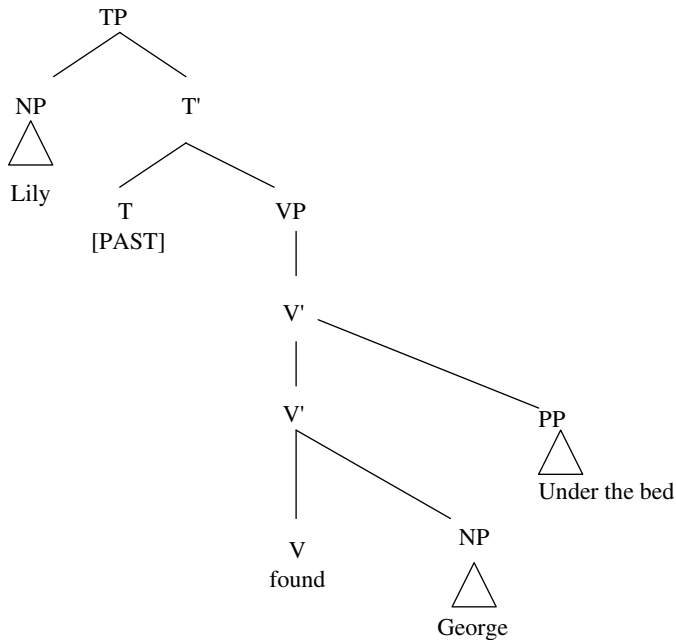 TP
NP T'
Lily
T VP
[PAST]
V'
V'
PP
Under the bed
V NP
found
George